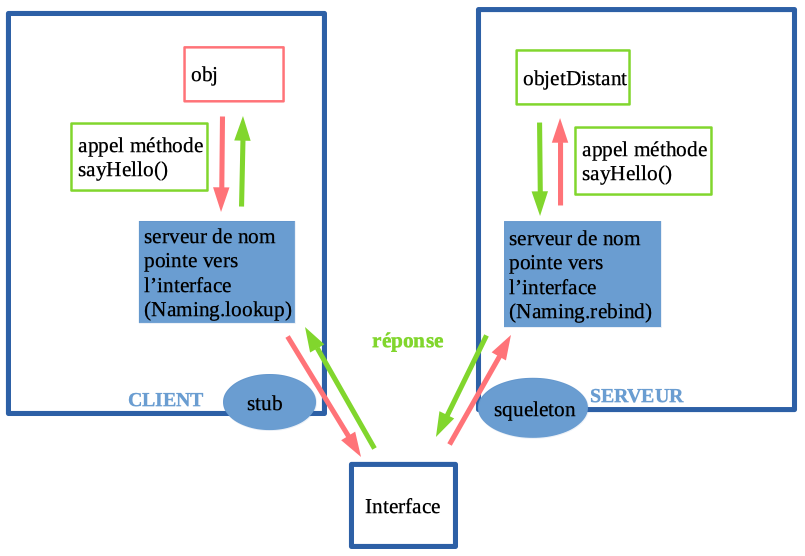 obj
appel méthode
sayHello()
serveur de nom
pointe vers
l’interface
(Naming.lookup)
CLIENT
stub
réponse
objetDistant
appel méthode
sayHello()
serveur de nom
pointe vers
l’interface
(Naming.rebind)
squeleton
SERVEUR
Interface